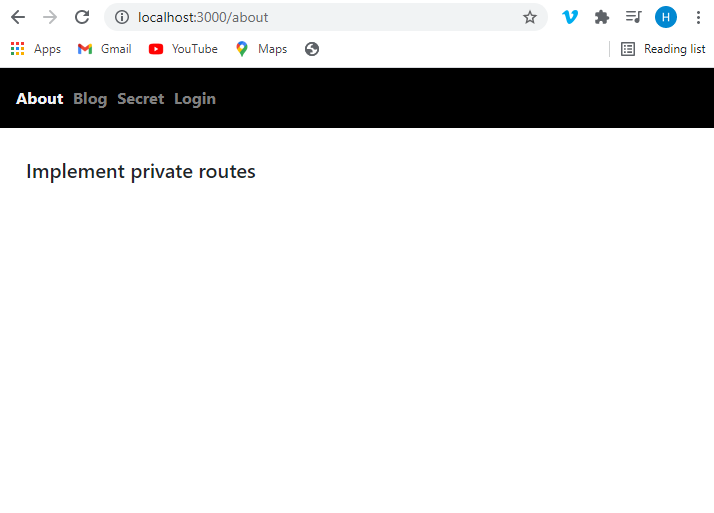 localhost:3000/about
H
Apps Gmail YouTube Maps Reading list
About Blog Secret Login
Implement private routes